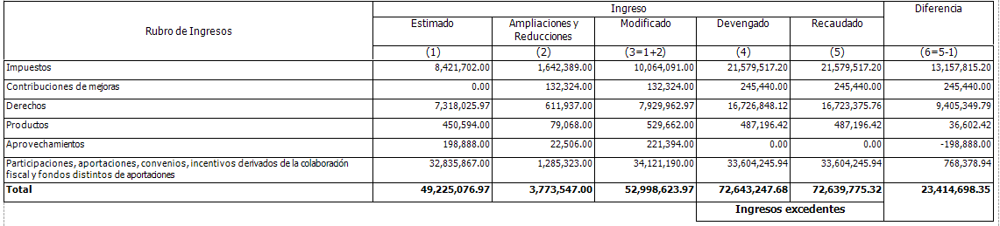 Rubro de Ingresos
Ingreso
Diferencia
Estimado
Ampliaciones y
Reducciones
Modificado
Devengado
Recaudado
(1) (2) (3=1+2) (4) (5) (6=5-1)
Impuestos 8,421,702.00 1,642,389.00 10,064,091.00 21,579,517.20 21,579,517.20 13,157,815.20
Contribuciones de mejoras 0.00 132,324.00 132,324.00 245,440.00 245,440.00 245,440.00
Derechos 7,318,025.97 611,937.00 7,929,962.97 16,726,848.12 16,723,375.76 9,405,349.79
Productos 450,594.00 79,068.00 529,662.00 487,196.42 487,196.42 36,602.42
Aprovechamientos 198,888.00 22,506.00 221,394.00 0.00 0.00 -198,888.00
Participaciones, aportaciones, convenios, incentivos derivados de la colaboración
fiscal y fondos distintos de aportaciones 32,835,867.00 1,285,323.00 34,121,190.00 33,604,245.94 33,604,245.94 768,378.94
Total 49,225,076.97 3,773,547.00 52,998,623.97 72,643,247.68 72,639,775.32 23,414,698.35
Ingresos excedentes